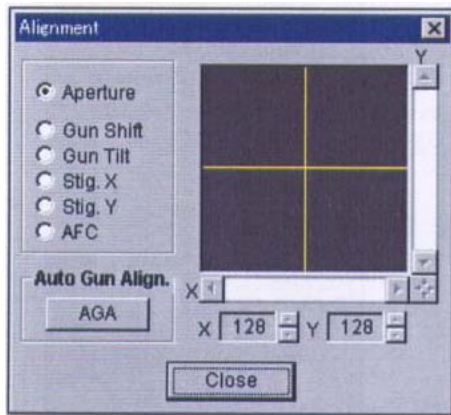 Alignment
Y
Aperture
Gun Shift
Gun Tilt
Stig. X
Stig. Y
AFC
Auto Gun Align.
AGA
X
X 128 Y 128
Close